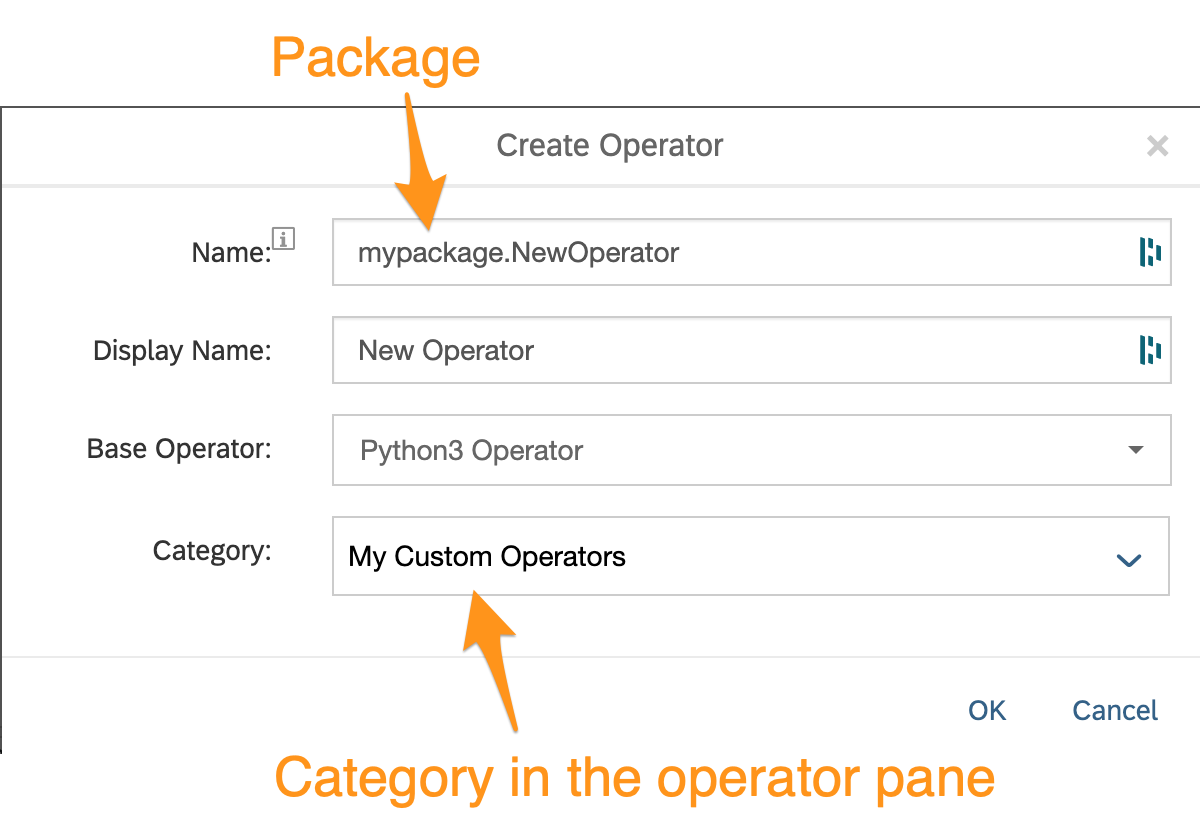 Package
Create Operator
Name:
mypackage.NewOperator
Display Name:
New Operator
Base Operator:
Python3 Operator
Category:
My Custom Operators
OK
Cancel
Category in the operator pane